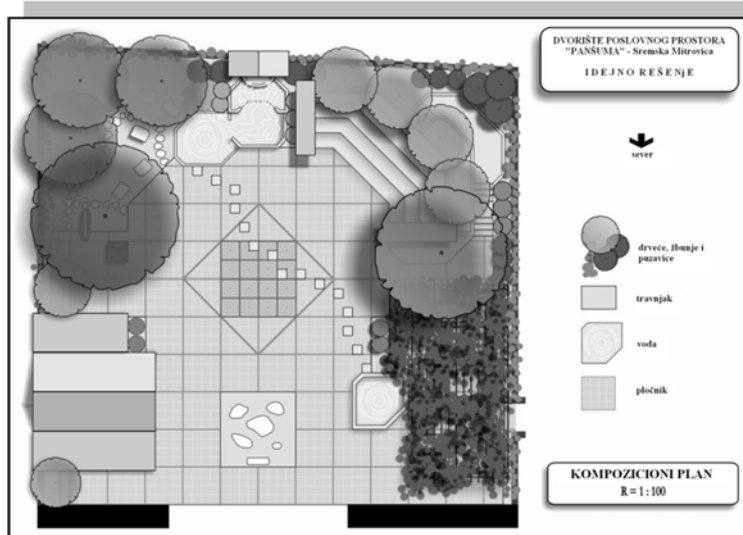 DVORIŠTE POSLOVNOG PROSTORA
"PANŠUMA" - Sremska Mitrovica
IDEJNO REŠENjE
sever
drveće, žbunje i
puzavice
travnjak
voda
pločnik
KOMPOZICIONI PLAN
R = 1 : 100